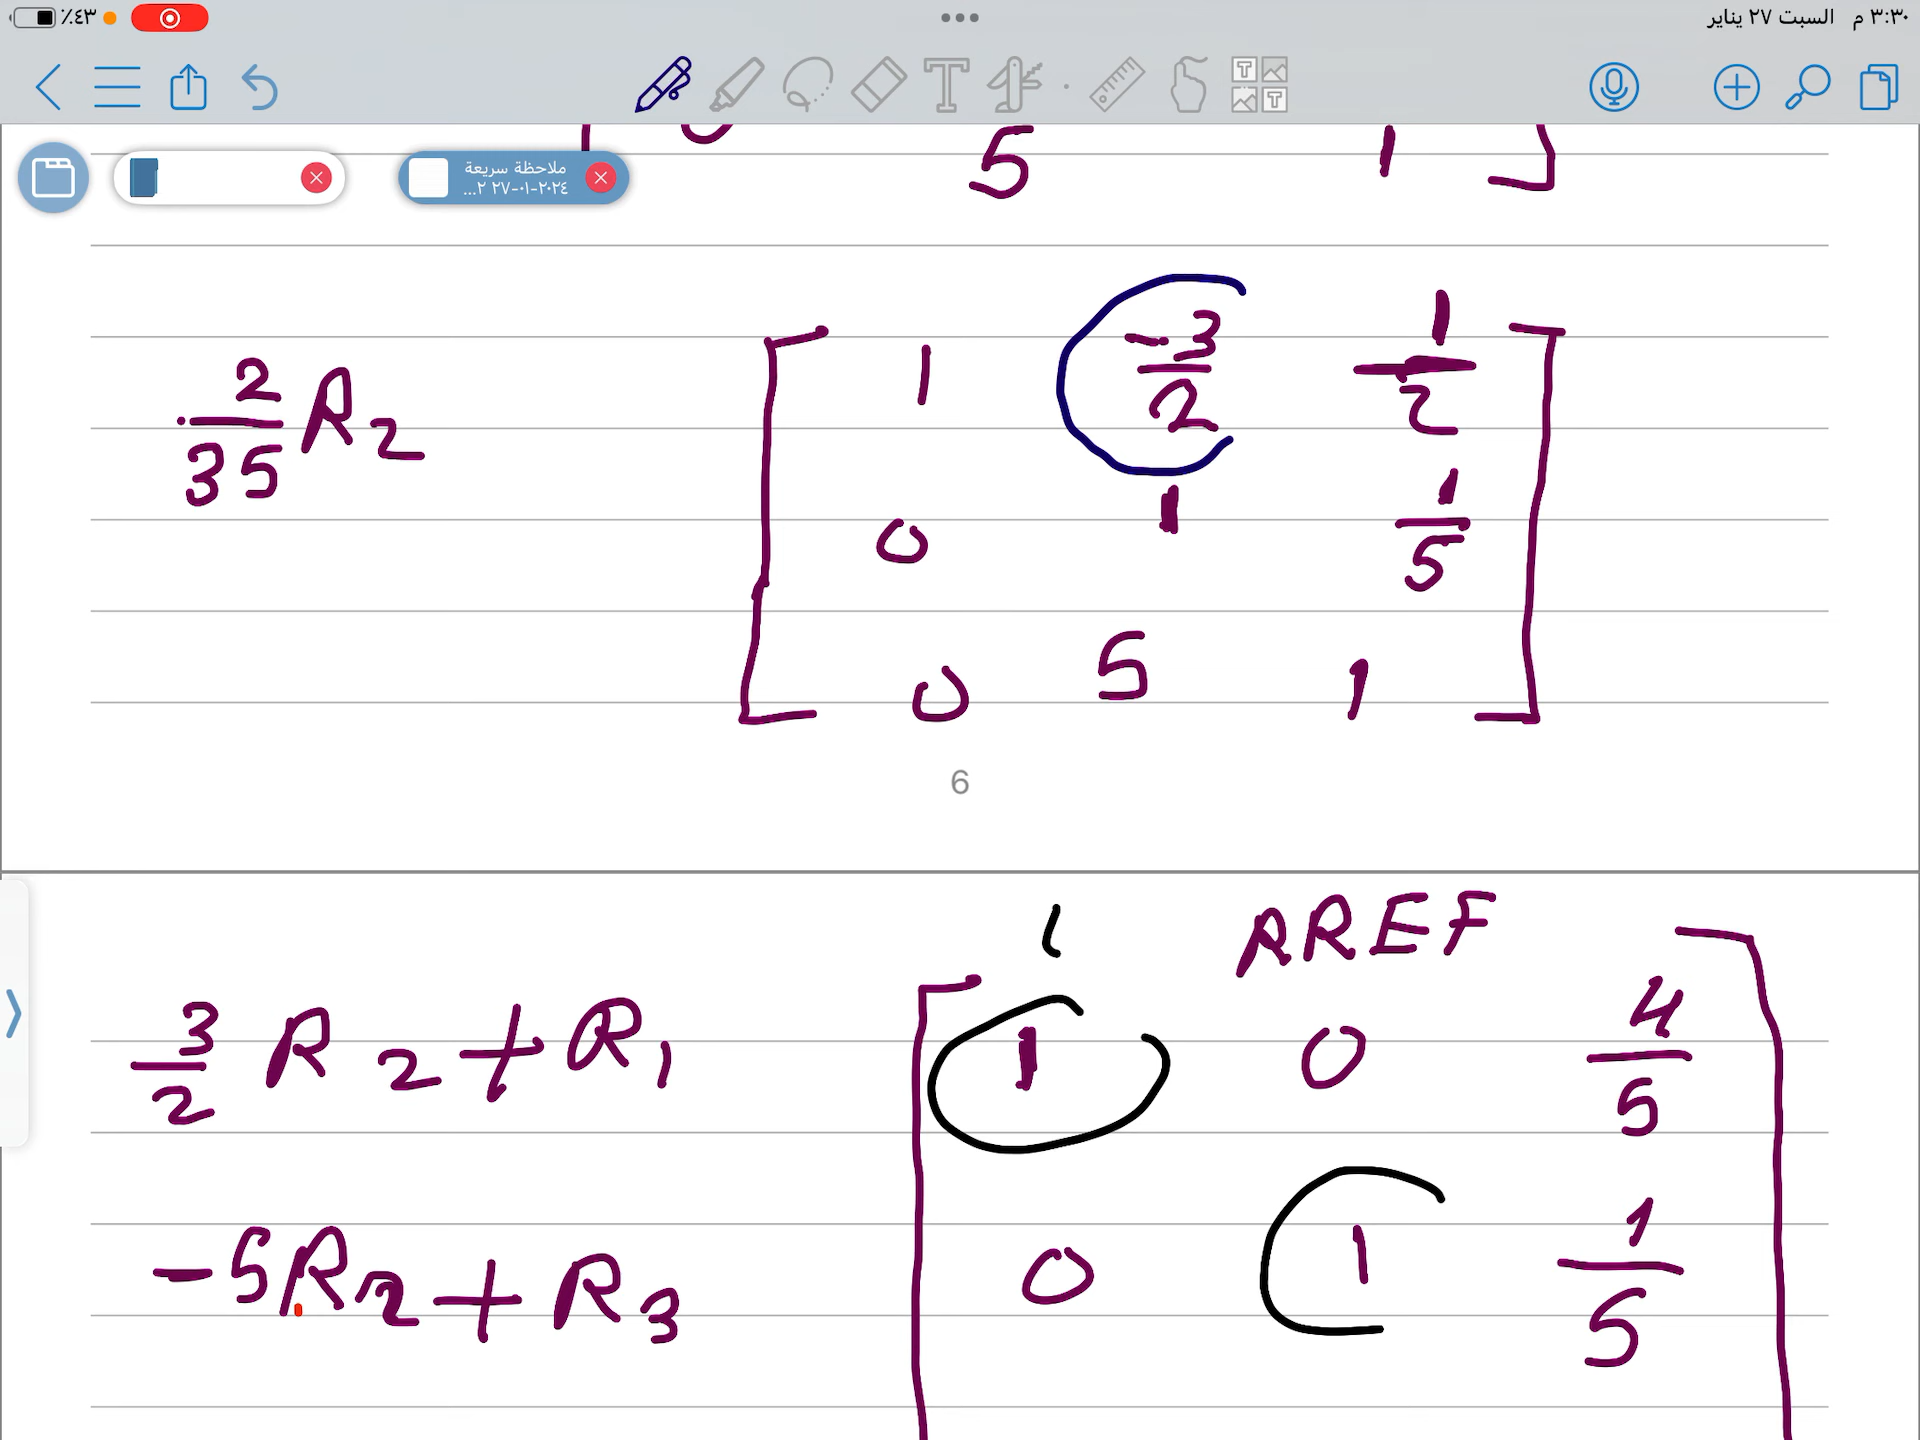 ٪٤٣
السبت ٢٧ يناير ٣:٣٠ م
ملاحظة سريعة
٢٠٢٤-٠١-٢٧ ٢...
5 1
2/35 R2
1 -3/2 1/2
0 1 1/5
0 5 1
6
RREF
3/2 R2 + R1
1 0 4/5
-5R2 + R3
0 1 1/5